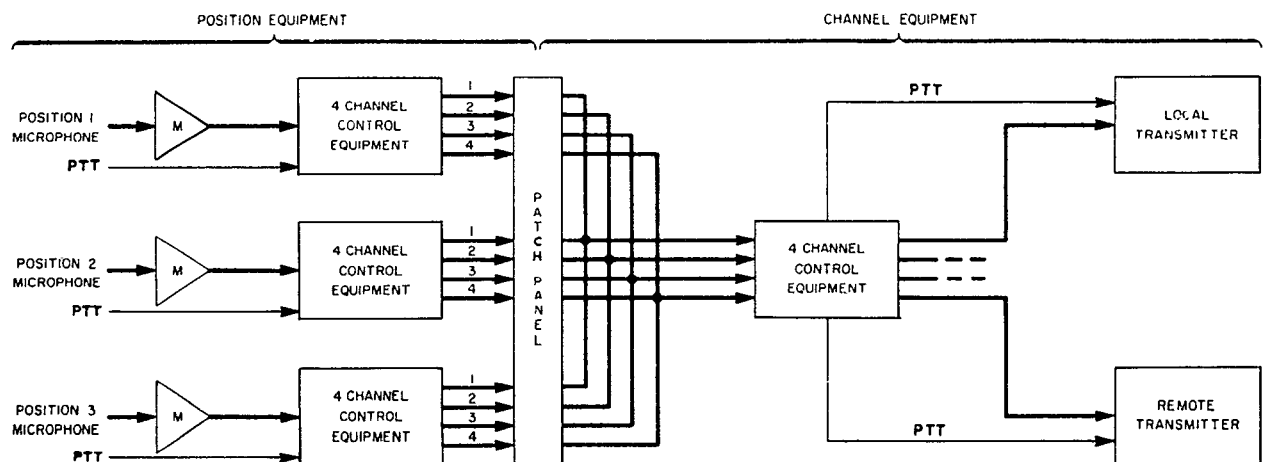 POSITION EQUIPMENT
CHANNEL EQUIPMENT
POSITION 1
MICROPHONE
M
PTT
4 CHANNEL
CONTROL
EQUIPMENT
1
2
3
4
POSITION 2
MICROPHONE
M
PTT
4 CHANNEL
CONTROL
EQUIPMENT
1
2
3
4
POSITION 3
MICROPHONE
M
PTT
4 CHANNEL
CONTROL
EQUIPMENT
1
2
3
4
PATCH PANEL
4 CHANNEL
CONTROL
EQUIPMENT
PTT
LOCAL
TRANSMITTER
PTT
REMOTE
TRANSMITTER